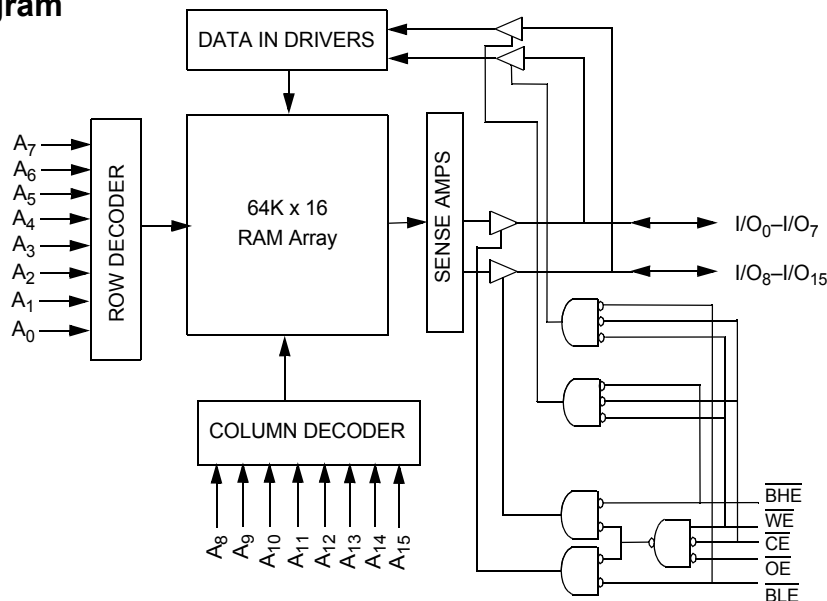 gram
DATA IN DRIVERS
A7
A6
A5
A4
A3
A2
A1
A0
ROW DECODER
64K x 16
RAM Array
SENSE AMPS
I/O0–I/O7
I/O8–I/O15
COLUMN DECODER
A8
A9
A10
A11
A12
A13
A14
A15
BHE
WE
CE
OE
BLE